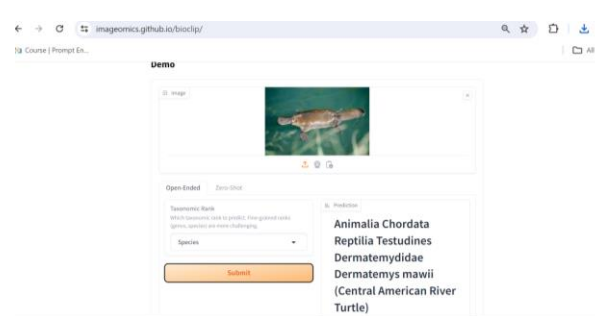 imageomics.github.io/bioclip/
Course | Prompt En...
All
Demo
Image
Open-Ended Zero-Shot
Taxonomic Rank
Which taxonomic rank to predict. Fine-grained ranks
(genus, species) are more challenging.
Species
Submit
Prediction
Animalia Chordata
Reptilia Testudines
Dermatemydidae
Dermatemys mawii
(Central American River
Turtle)